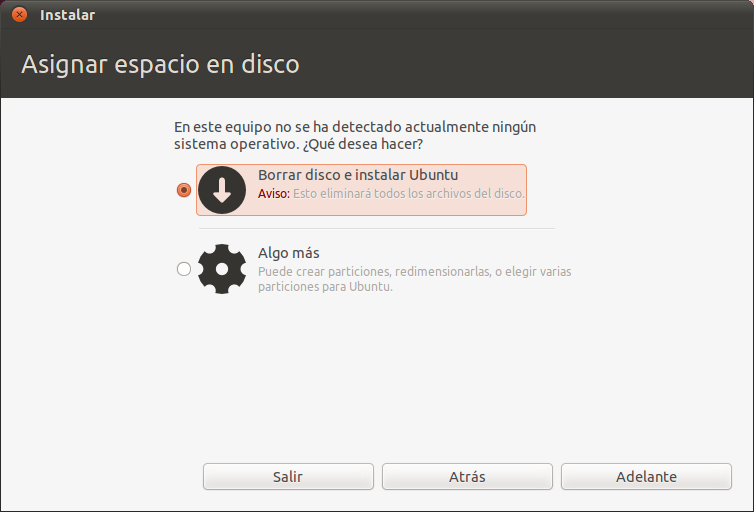 Instalar
Asignar espacio en disco
En este equipo no se ha detectado actualmente ningún
sistema operativo. ¿Qué desea hacer?
Borrar disco e instalar Ubuntu
Aviso: Esto eliminará todos los archivos del disco.
Algo más
Puede crear particiones, redimensionarlas, o elegir varias
particiones para Ubuntu.
Salir
Atrás
Adelante